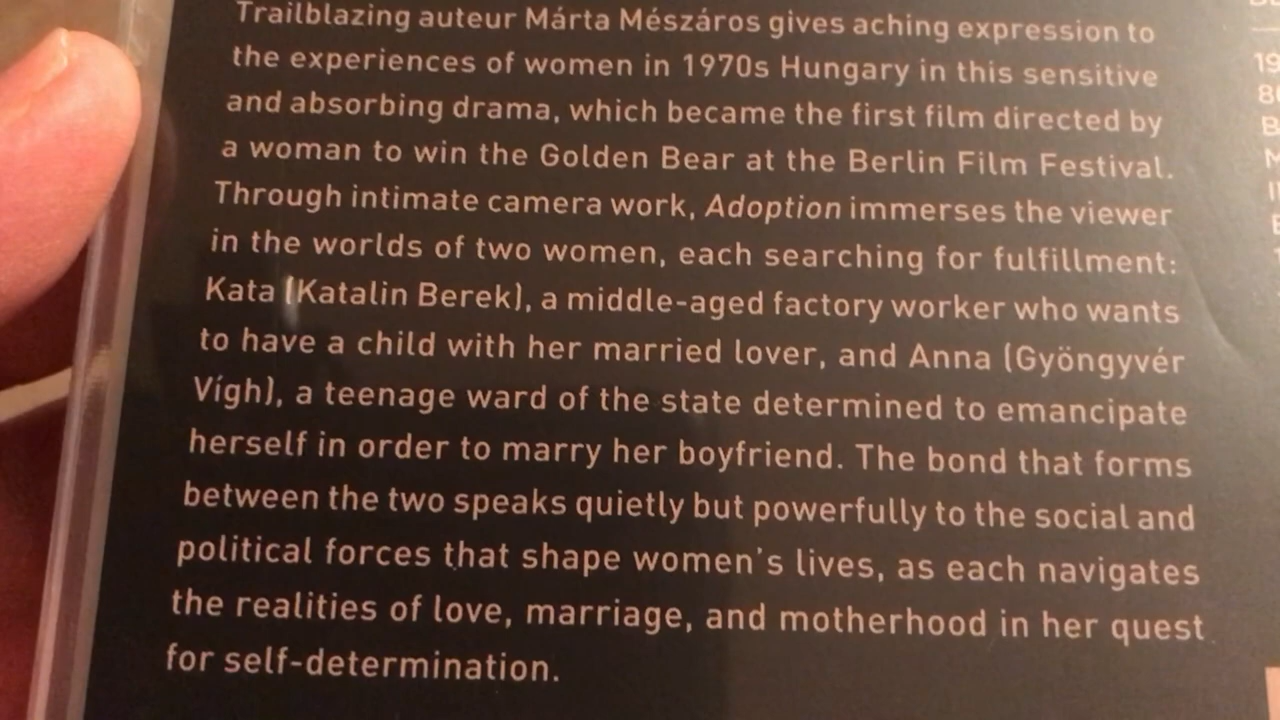 Trailblazing auteur Márta Mészáros gives aching expression to
the experiences of women in 1970s Hungary in this sensitive
and absorbing drama, which became the first film directed by
a woman to win the Golden Bear at the Berlin Film Festival.
Through intimate camera work, Adoption immerses the viewer
in the worlds of two women, each searching for fulfillment:
Kata (Katalin Berek), a middle-aged factory worker who wants
to have a child with her married lover, and Anna (Gyöngyvér
Vígh), a teenage ward of the state determined to emancipate
herself in order to marry her boyfriend. The bond that forms
between the two speaks quietly but powerfully to the social and
political forces that shape women's lives, as each navigates
the realities of love, marriage, and motherhood in her quest
for self-determination.